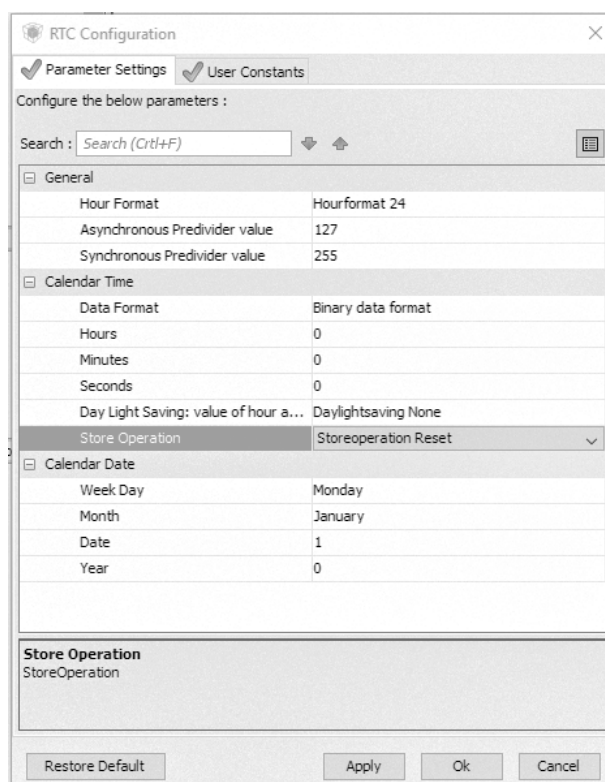 RTC Configuration
Parameter Settings User Constants
Configure the below parameters :
Search : Search (Crtl+F)
General
Hour Format Hourformat 24
Asynchronous Predivider value 127
Synchronous Predivider value 255
Calendar Time
Data Format Binary data format
Hours 0
Minutes 0
Seconds 0
Day Light Saving: value of hour a... Daylightsaving None
Store Operation Storeoperation Reset
Calendar Date
Week Day Monday
Month January
Date 1
Year 0
Store Operation
StoreOperation
Restore Default Apply Ok Cancel